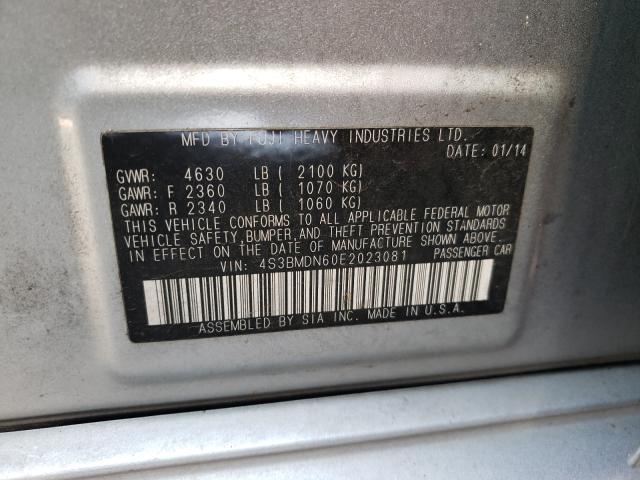 MFD BY FUJI HEAVY INDUSTRIES LTD.
DATE: 01/14
GVWR: 4630 LB ( 2100 KG)
GAWR: F 2360 LB ( 1070 KG)
GAWR: R 2340 LB ( 1060 KG)
THIS VEHICLE CONFORMS TO ALL APPLICABLE FEDERAL MOTOR
VEHICLE SAFETY, BUMPER, AND THEFT PREVENTION STANDARDS
IN EFFECT ON THE DATE OF MANUFACTURE SHOWN ABOVE.
VIN: 4S3BMDN60E2023081 PASSENGER CAR
ASSEMBLED BY SIA INC. MADE IN U.S.A.